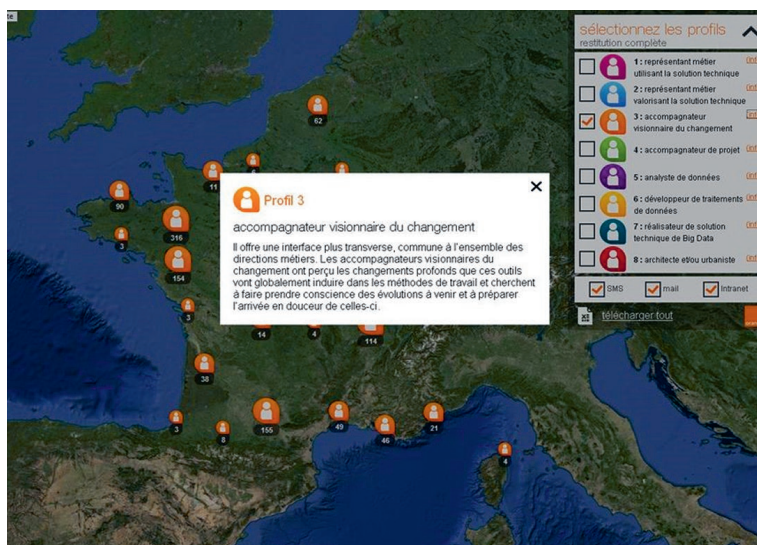 te
sélectionnez les profils
restitution complète
1 : représentant métier
utilisant la solution technique
2 : représentant métier
valorisant la solution technique
3 : accompagnateur
visionnaire du changement
4 : accompagnateur de projet
5 : analyste de données
6 : développeur de traitements
de données
7 : réalisateur de solution
technique de Big Data
8 : architecte et/ou urbaniste
SMS
mail
Intranet
télécharger tout
62
11
90
316
3
154
3
Profil 3
accompagnateur visionnaire du changement
Il offre une interface plus transverse, commune à l'ensemble des
directions métiers. Les accompagnateurs visionnaires du
changement ont perçu les changements profonds que ces outils
vont globalement induire dans les méthodes de travail et cherchent
à faire prendre conscience des évolutions à venir et à préparer
l'arrivée en douceur de celles-ci.
14
4
114
38
3
8
155
49
46
21
4